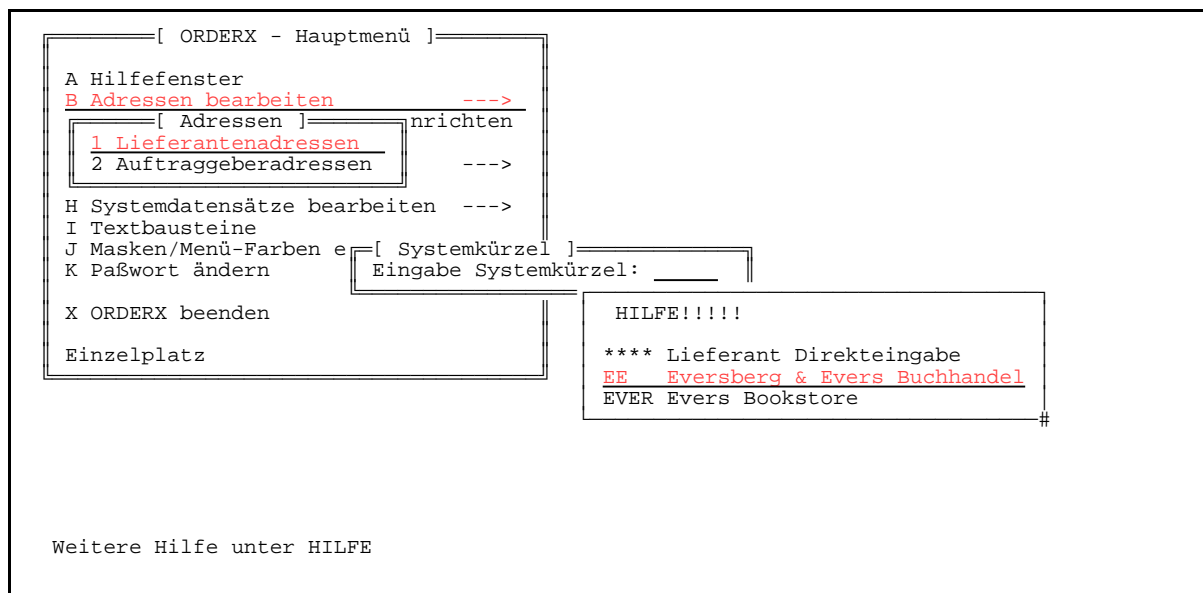 [ ORDERX - Hauptmenü ]
A Hilfefenster
B Adressen bearbeiten --->
[ Adressen ] nrichten
1 Lieferantenadressen
2 Auftraggeberadressen --->
H Systemdatensätze bearbeiten --->
I Textbausteine
J Masken/Menü-Farben e [ Systemkürzel ]
K Paßwort ändern Eingabe Systemkürzel:
X ORDERX beenden HILFE!!!!!
Einzelplatz **** Lieferant Direkteingabe
EE Eversberg & Evers Buchhandel
EVER Evers Bookstore
#
Weitere Hilfe unter HILFE